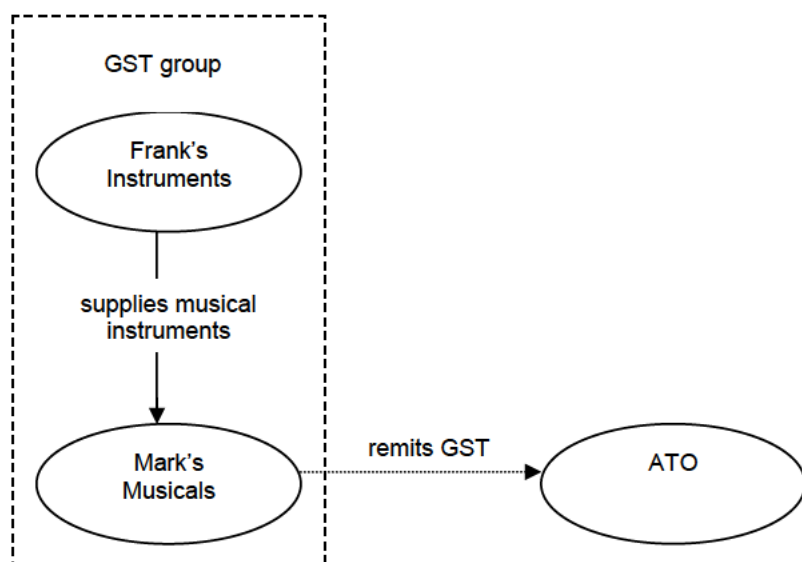 GST group
Frank’s
Instruments
supplies musical
instruments
Mark’s
Musicals
remits GST
ATO